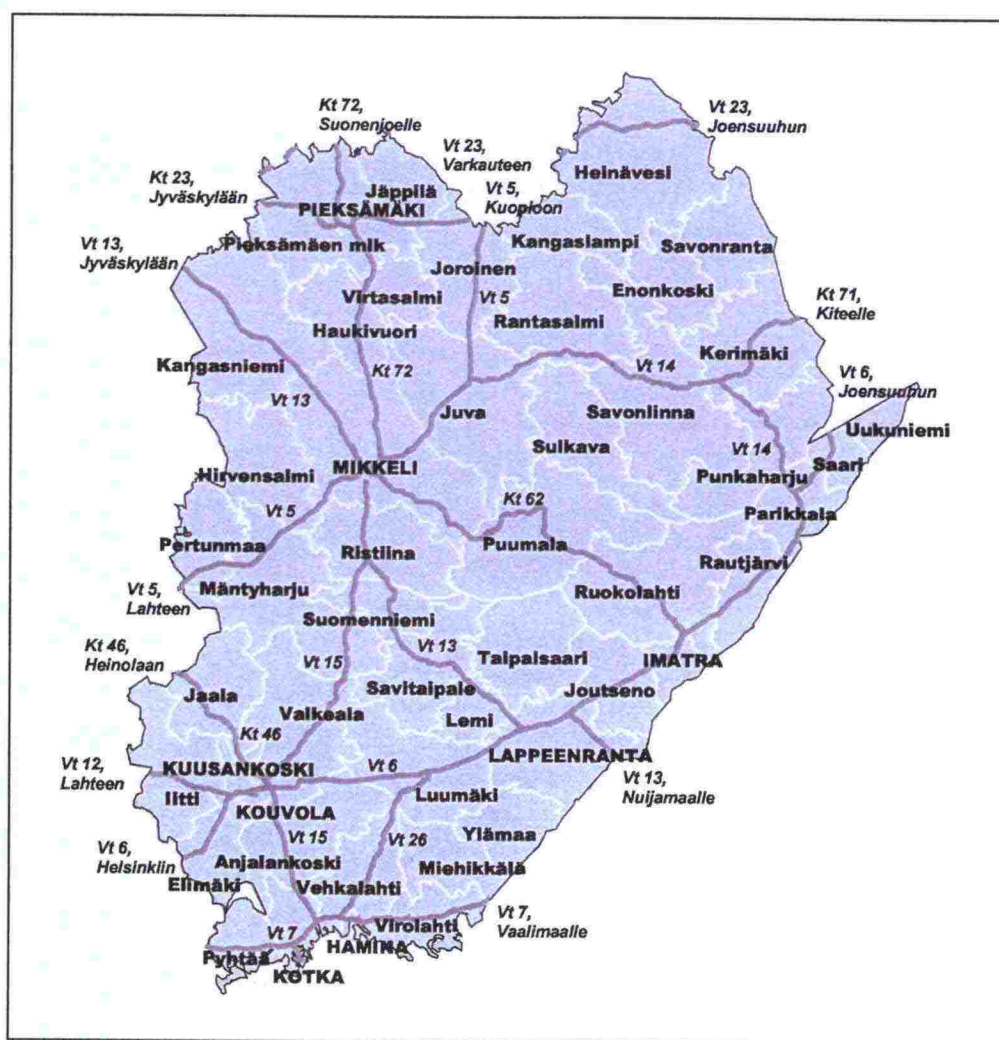 Kt 72,
Suonenjoelle
Vt 23,
Joensuuhun
Vt 23,
Varkauteen
Kt 23,
Jyväskylään
Jäppilä
Heinävesi
PIEKSÄMÄKI
Vt 5,
Kuopioon
Vt 13,
Jyväskylään
Pieksämäen mlk
Kangaslampi
Savonranta
Joroinen
Virtasalmi
Vt 5
Enonkoski
Kt 71,
Kiteelle
Haukivuori
Rantasalmi
Kerimäki
Kangasniemi
Kt 72
Vt 14
Vt 6,
Joensuuhun
Vt 13
Juva
Savonlinna
Uukuniemi
Sulkava
Vt 14
Saari
Hirvensalmi
MIKKELI
Punkaharju
Kt 62
Parikkala
Vt 5
Pertunmaa
Ristiina
Puumala
Rautjärvi
Vt 5,
Lahteen
Mäntyharju
Ruokolahti
Suomenniemi
Kt 46,
Heinolaan
Vt 13
Taipalsaari
IMATRA
Vt 15
Jaala
Savitaipale
Joutseno
Valkeala
Lemi
Kt 46
LAPPEENRANTA
Vt 12,
Lahteen
KUUSANKOSKI
Vt 6
Vt 13,
Nuijamaalle
Iitti
Luumäki
KOUVOLA
Vt 15
Vt 26
Ylämaa
Vt 6,
Helsinkiin
Anjalankoski
Miehikkälä
Elimäki
Vehkalahti
Vt 7,
Vaalimaalle
Vt 7
Virolahti
HAMINA
Pyhtää
KOTKA